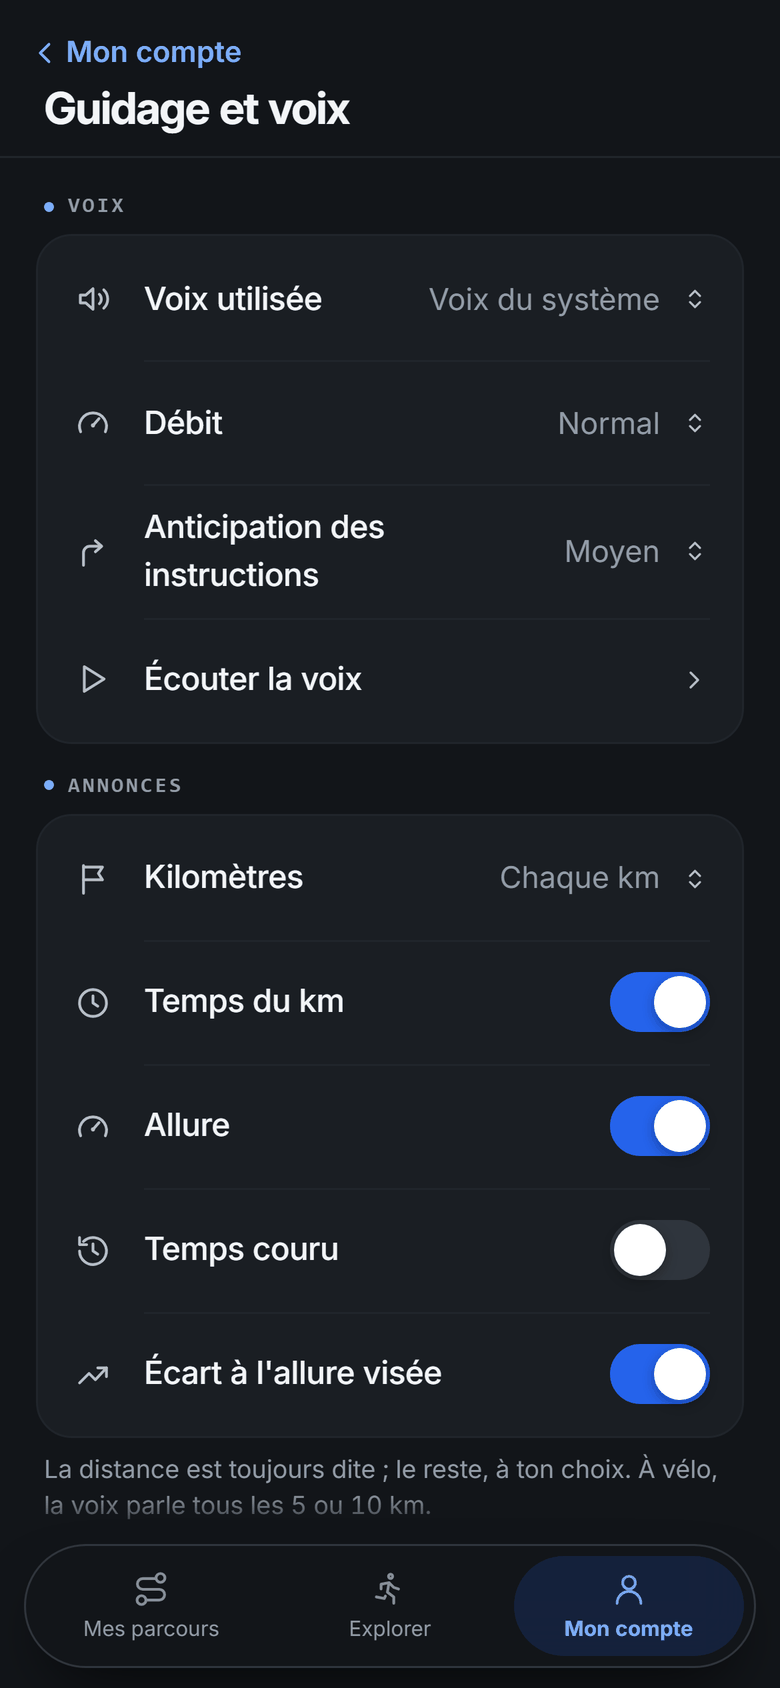 Mon compte
Guidage et voix
VOIX
Voix utilisée
Voix du système
Débit
Normal
Anticipation des
instructions
Moyen
Écouter la voix
ANNONCES
Kilomètres
Chaque km
Temps du km
Allure
Temps couru
Écart à l'allure visée
La distance est toujours dite ; le reste, à ton choix. À vélo,
la voix parle tous les 5 ou 10 km.
Mes parcours
Explorer
Mon compte